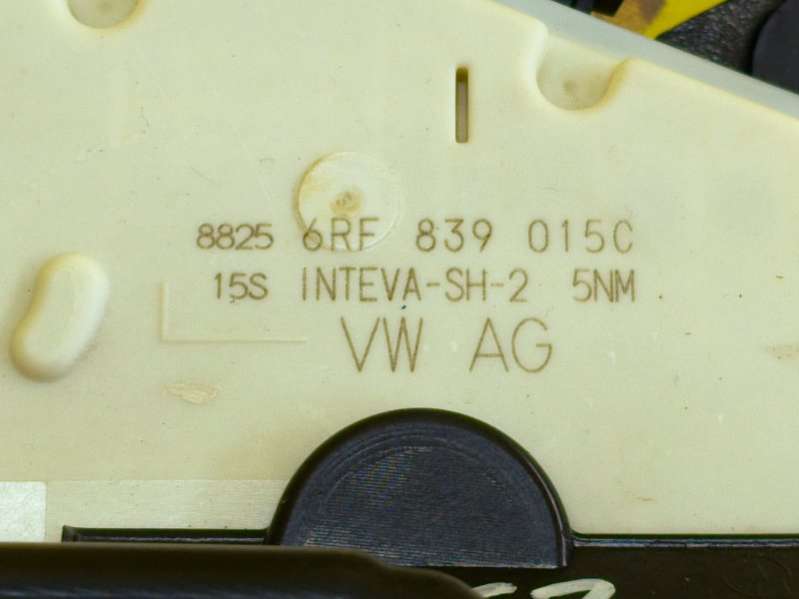 8825 6RF 839 015C
15S INTEVA-SH-2 5NM
VW AG